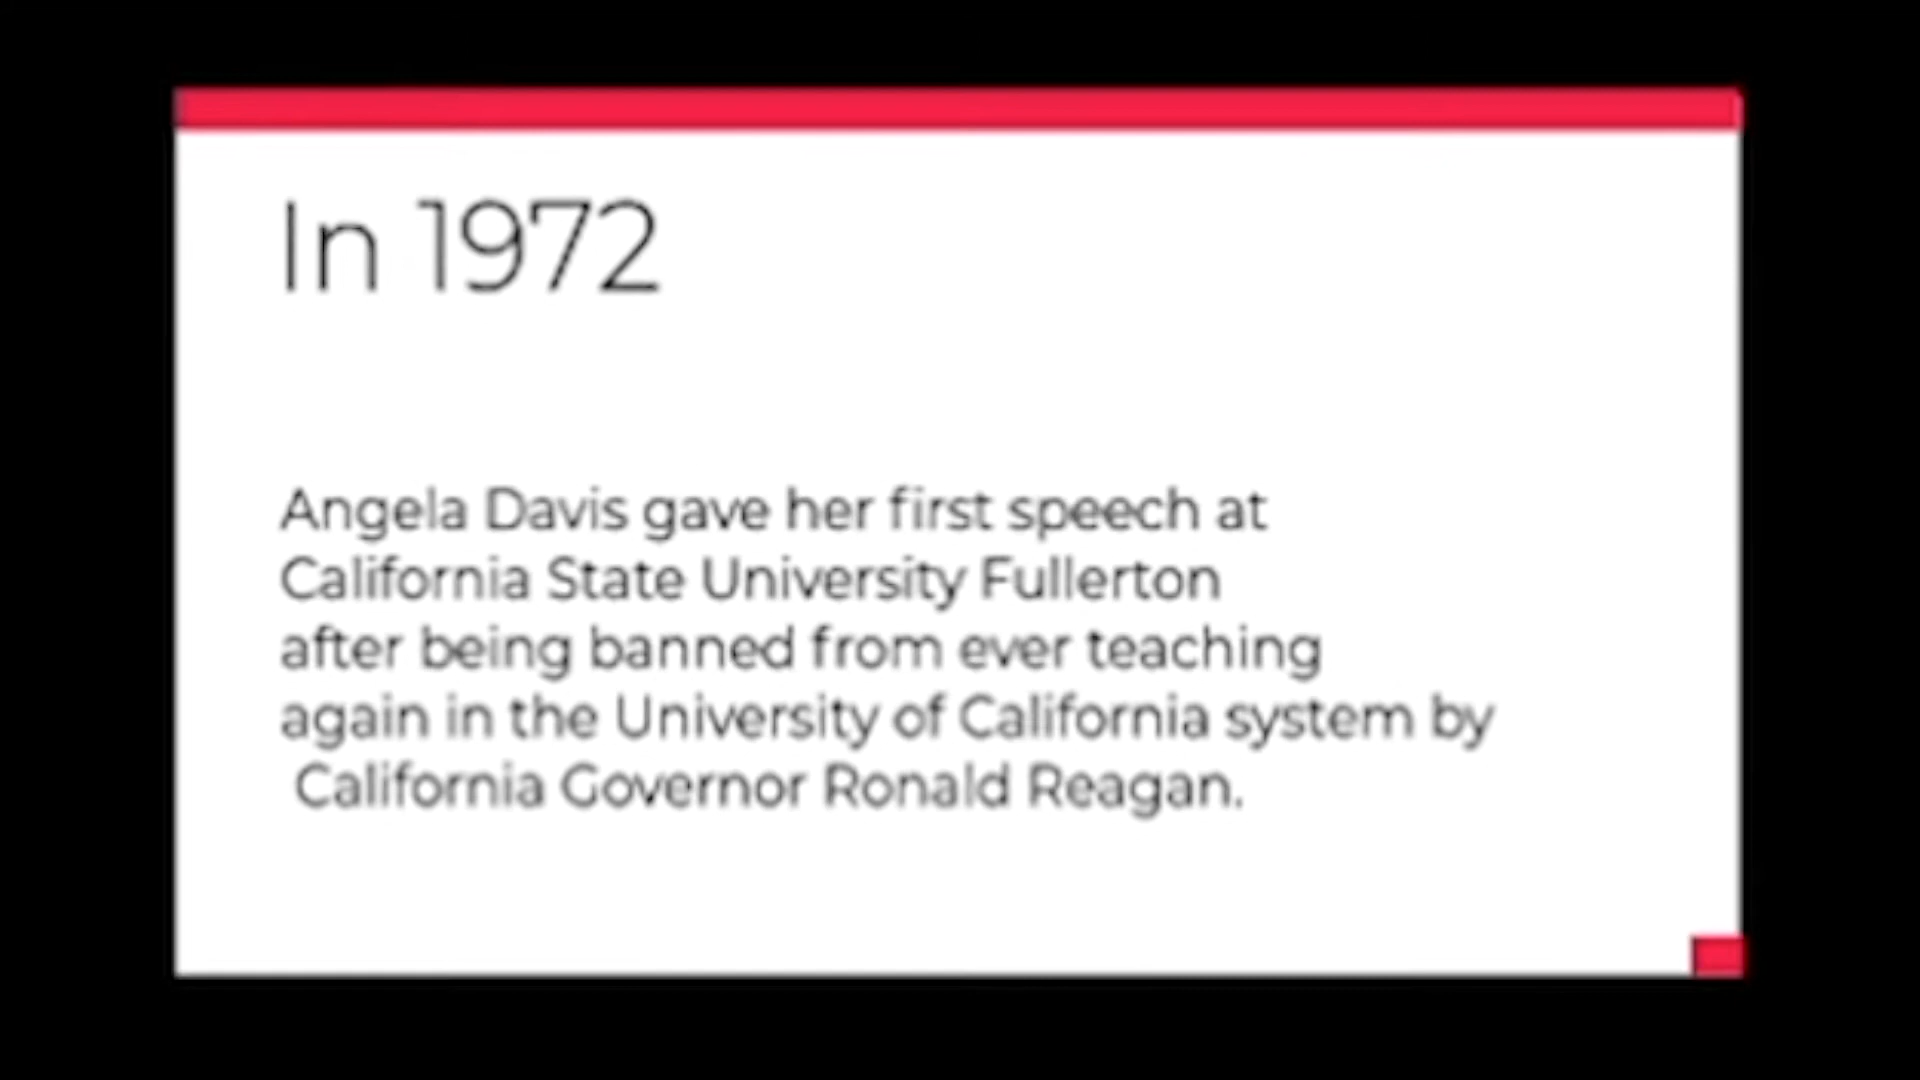 In 1972
Angela Davis gave her first speech at
California State University Fullerton
after being banned from ever teaching
again in the University of California system by
California Governor Ronald Reagan.